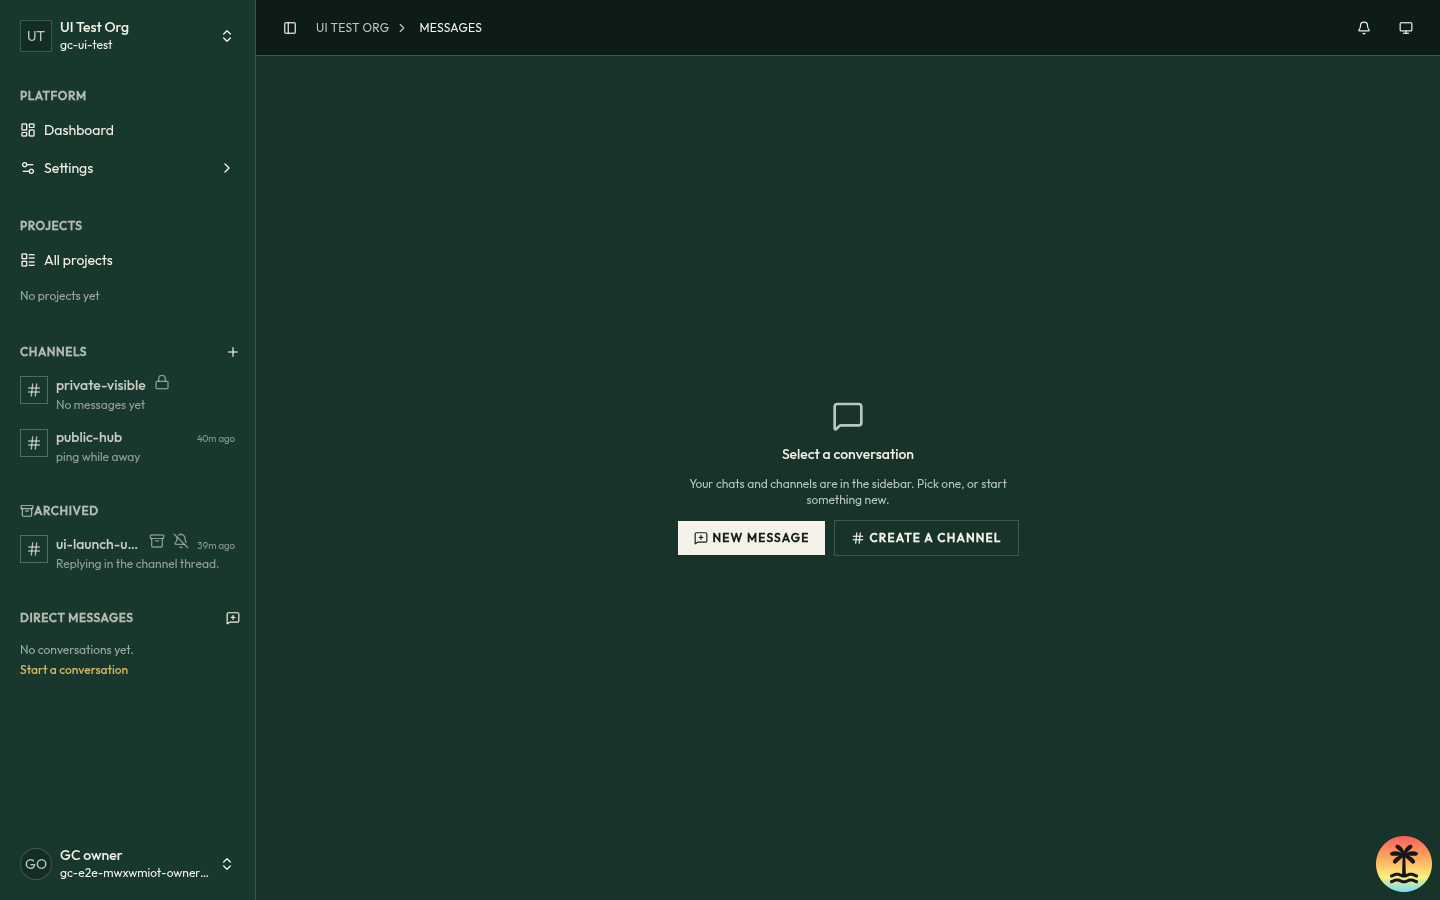 UT
UI Test Org
gc-ui-test
UI TEST ORG
MESSAGES
PLATFORM
Dashboard
Settings
PROJECTS
All projects
No projects yet
CHANNELS
private-visible
No messages yet
public-hub
40m ago
ping while away
ARCHIVED
ui-launch-u...
39m ago
Replying in the channel thread.
DIRECT MESSAGES
No conversations yet.
Start a conversation
Select a conversation
Your chats and channels are in the sidebar. Pick one, or start
something new.
NEW MESSAGE
# CREATE A CHANNEL
GO
GC owner
gc-e2e-mwxwmiot-owner...